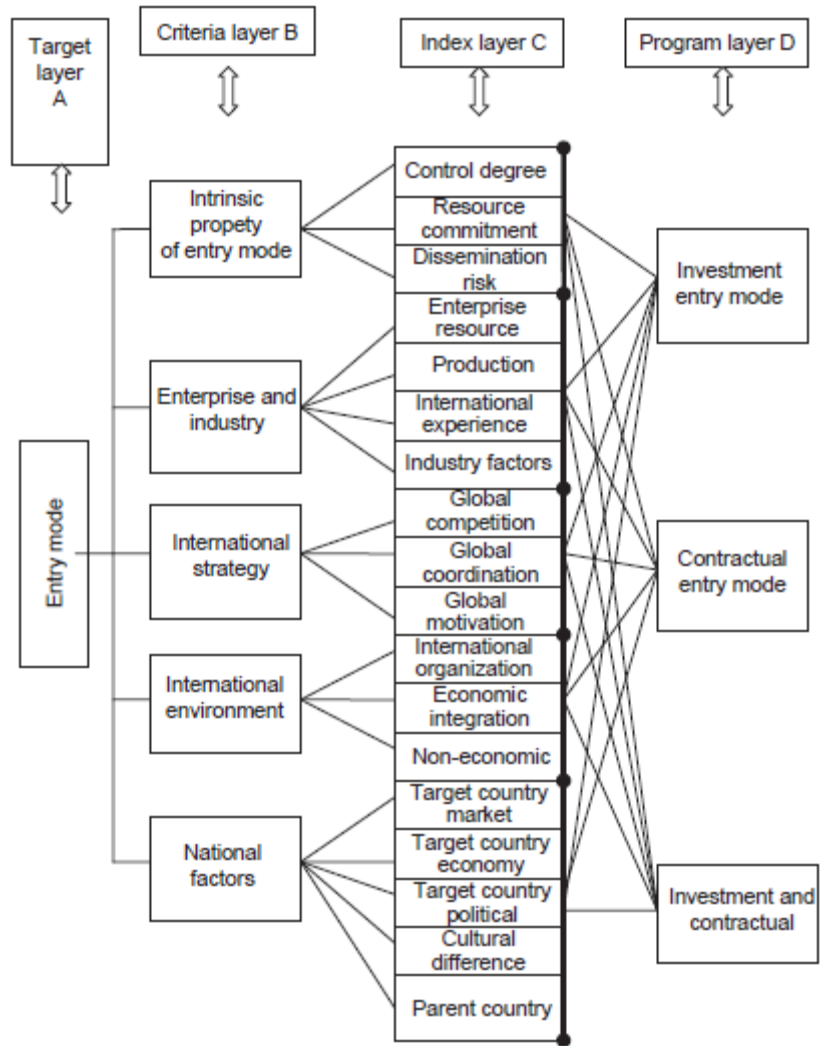 Target
layer
A
Criteria layer B
Index layer C
Program layer D
Entry mode
Intrinsic
propety
of entry mode
Enterprise and
industry
International
strategy
International
environment
National
factors
Control degree
Resource
commitment
Dissemination
risk
Enterprise
resource
Production
International
experience
Industry factors
Global
competition
Global
coordination
Global
motivation
International
organization
Economic
integration
Non-economic
Target country
market
Target country
economy
Target country
political
Cultural
difference
Parent country
Investment
entry mode
Contractual
entry mode
Investment and
contractual